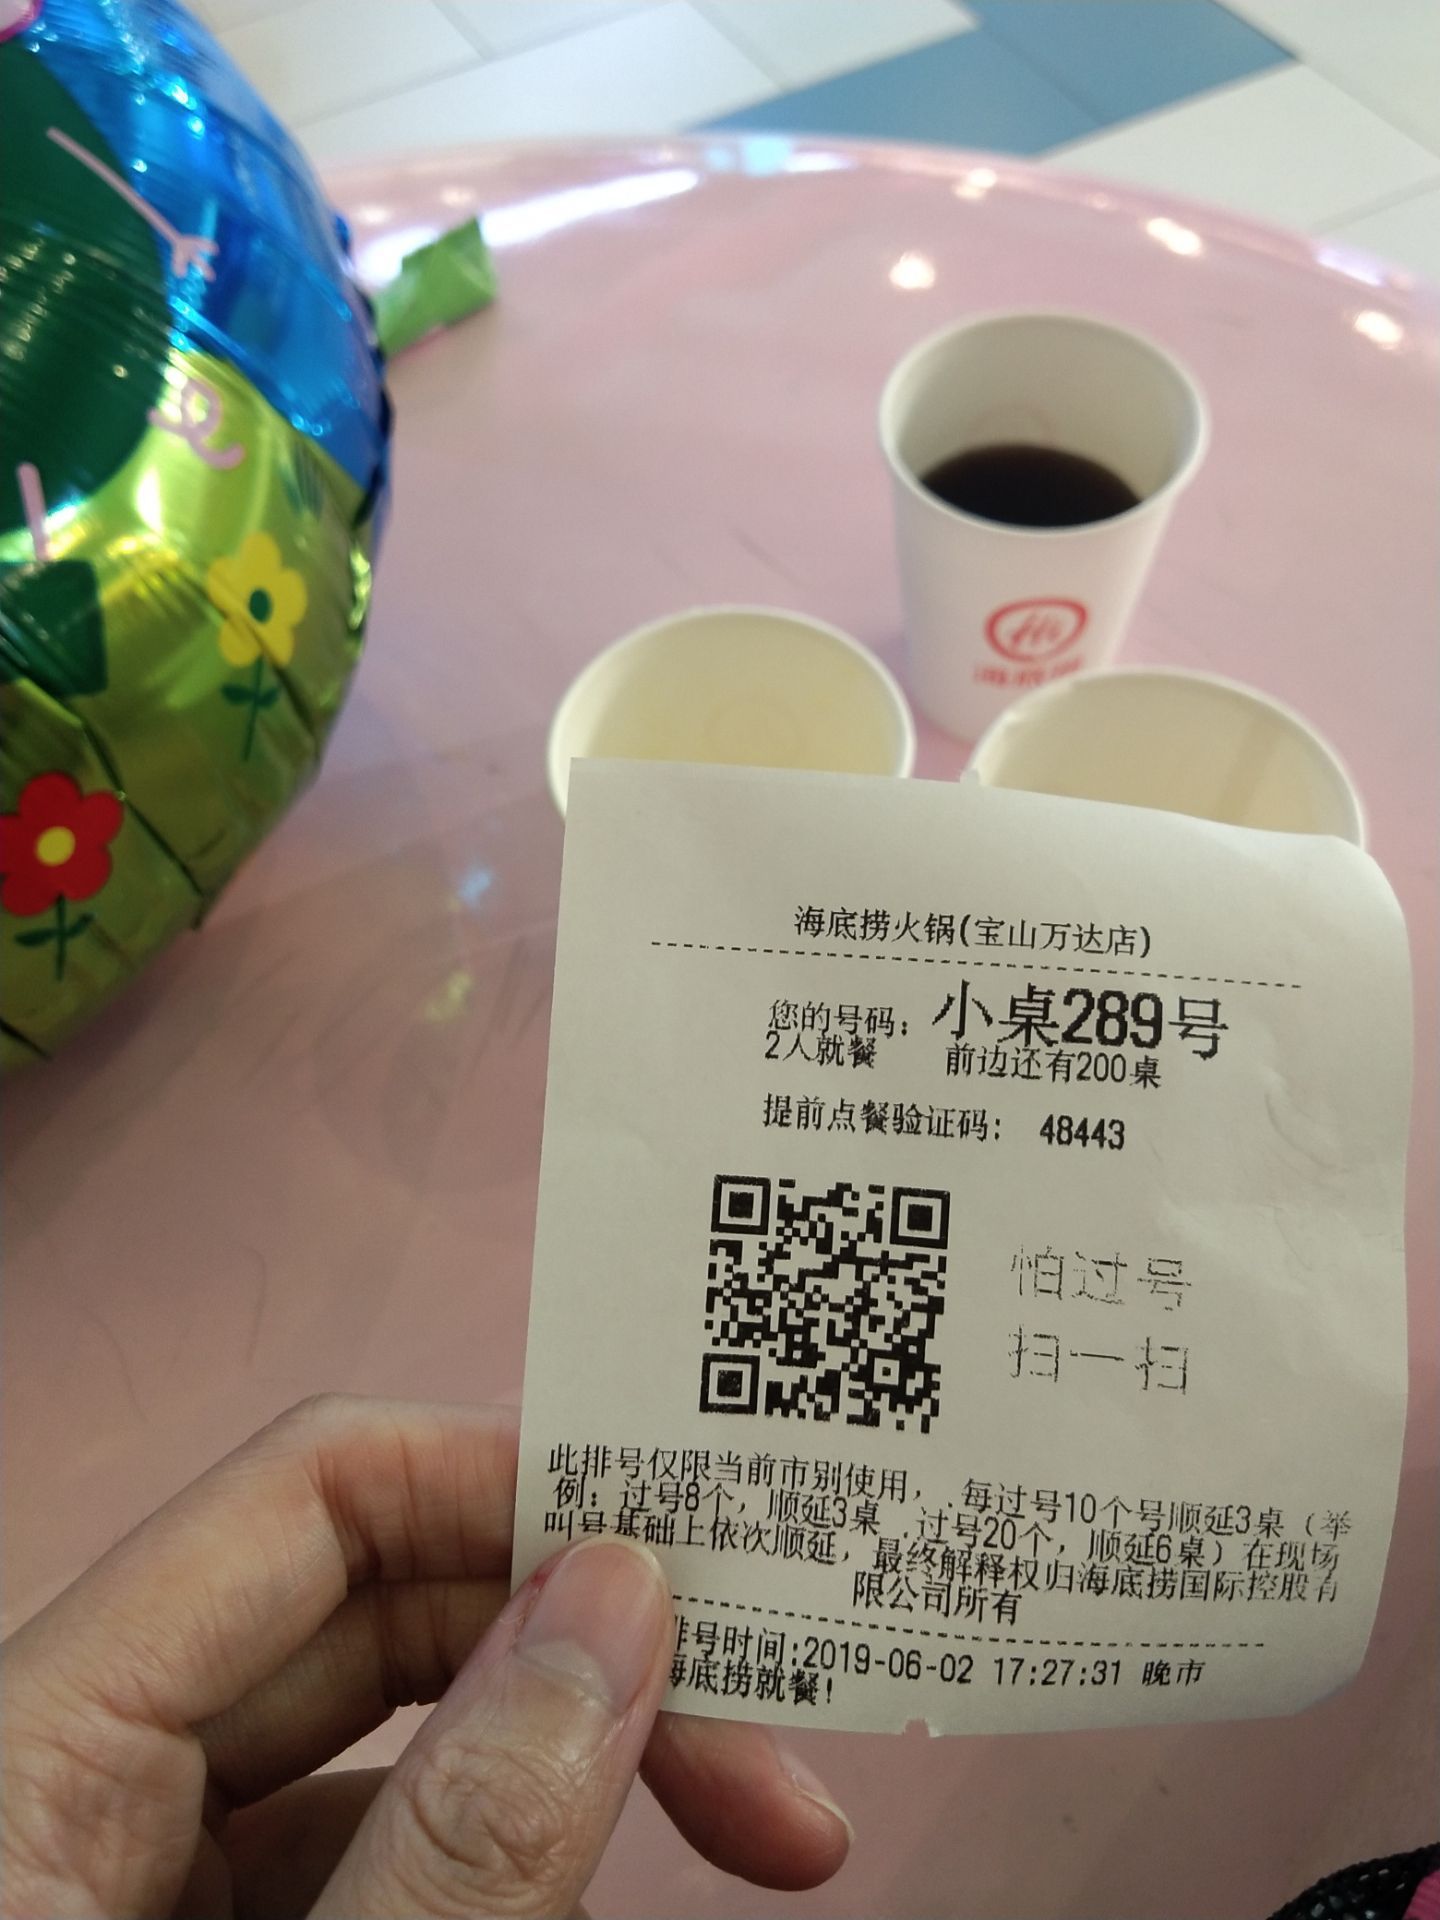 Hi
海底捞火锅(宝山万达店)
您的号码: 小桌289号
2人就餐 前边还有200桌
提前点餐验证码: 48443
怕过号
扫一扫
此排号仅限当前市别使用, .每过号10个号顺延3桌(举
例:过号8个,顺延3桌 .过号20个,顺延6桌)在现场
叫号基础上依次顺延,最终解释权归海底捞国际控股有
限公司所有
排号时间:2019-06-02 17:27:31 晚市
海底捞就餐!